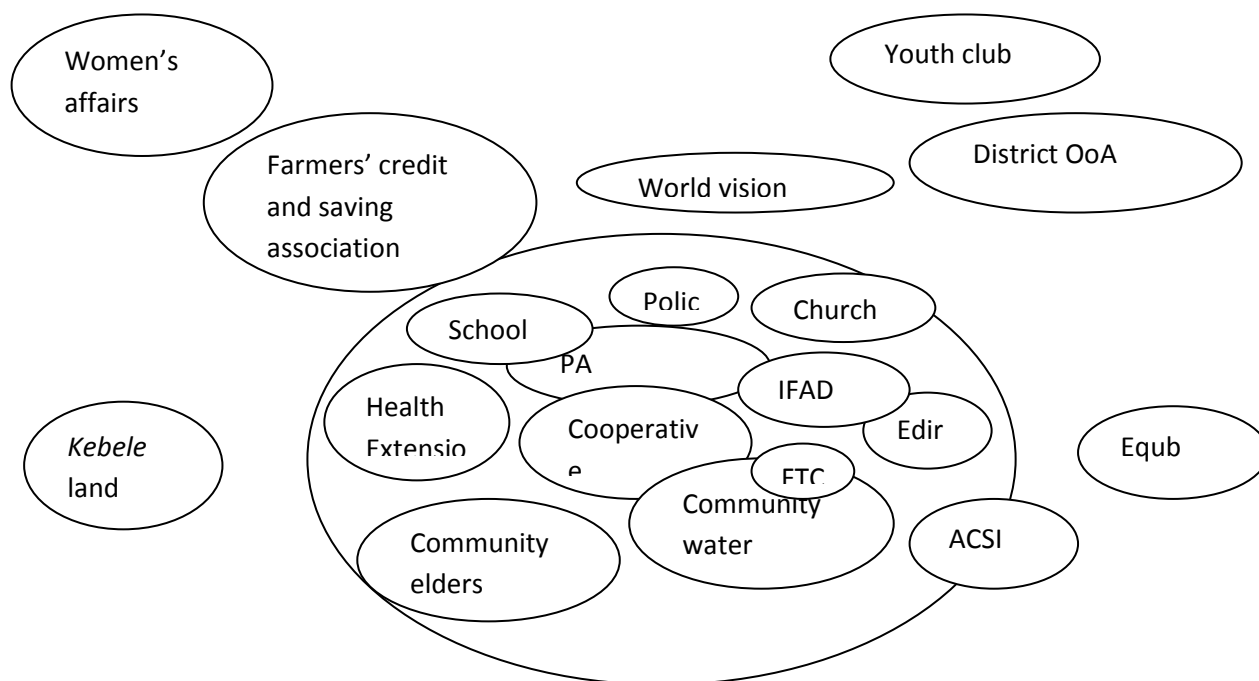 Women's
affairs
Youth club
Farmers' credit
and saving
association
District OoA
World vision
Polic
Church
School
PA
IFAD
Health
Extensio
Cooperativ
e
Edir
Equb
Kebele
land
FTC
Community
water
Community
elders
ACSI